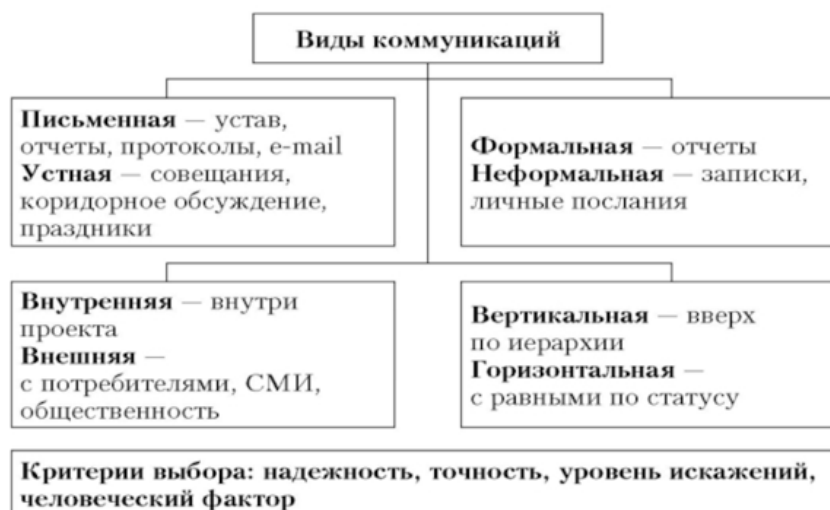 Виды коммуникаций
Письменная — устав,
отчеты, протоколы, e-mail
Устная — совещания,
коридорное обсуждение,
праздники
Формальная — отчеты
Неформальная — записки,
личные послания
Внутренняя — внутри
проекта
Внешняя —
с потребителями, СМИ,
общественность
Вертикальная — вверх
по иерархии
Горизонтальная —
с равными по статусу
Критерии выбора: надежность, точность, уровень искажений,
человеческий фактор